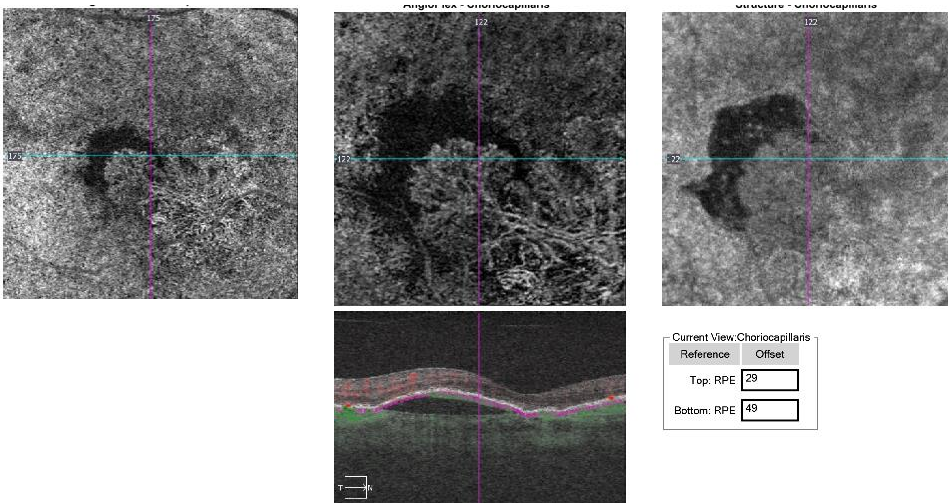 175
AngioPlex - Choriocapillaris
Structure - Choriocapillaris
122
122
175
122
122
T N
Current View:Choriocapillaris
Reference Offset
Top: RPE 29
Bottom: RPE 49